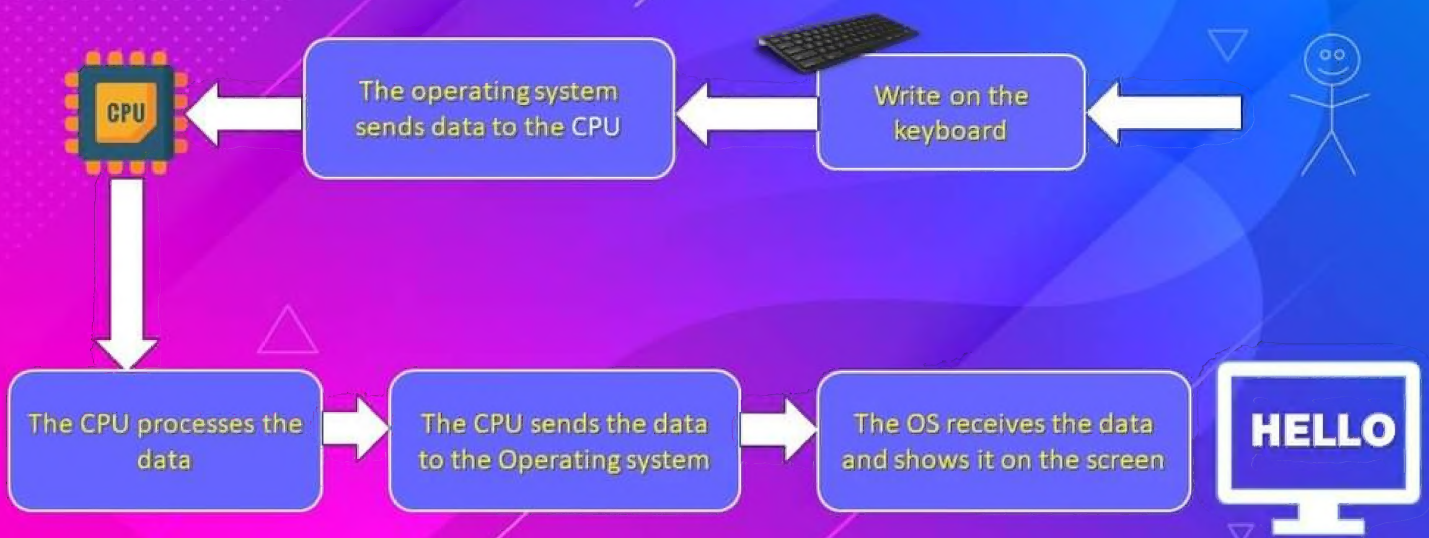 Write on the
keyboard
The operating system
sends data to the CPU
CPU
The CPU processes the
data
The CPU sends the data
to the Operating system
The OS receives the data
and shows it on the screen
HELLO